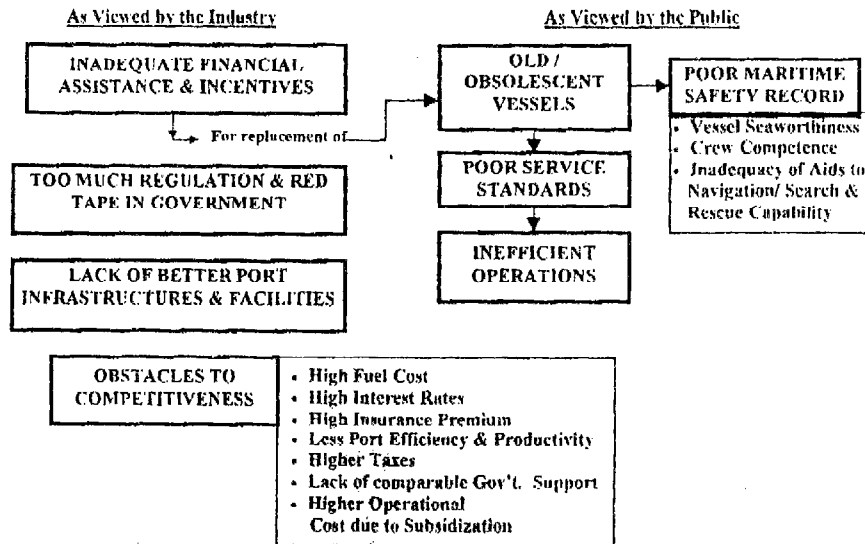 As Viewed by the Industry
As Viewed by the Public
INADEQUATE FINANCIAL
ASSISTANCE & INCENTIVES
For replacement of
OLD /
OBSOLESCENT
VESSELS
POOR MARITIME
SAFETY RECORD
• Vessel Seaworthiness
• Crew Competence
• Inadequacy of Aids to
Navigation/ Search &
Rescue Capability
TOO MUCH REGULATION & RED
TAPE IN GOVERNMENT
POOR SERVICE
STANDARDS
LACK OF BETTER PORT
INFRASTRUCTURES & FACILITIES
INEFFICIENT
OPERATIONS
OBSTACLES TO
COMPETITIVENESS
• High Fuel Cost
• High Interest Rates
• High Insurance Premium
• Less Port Efficiency & Productivity
• Higher Taxes
• Lack of comparable Gov't. Support
• Higher Operational
Cost due to Subsidization